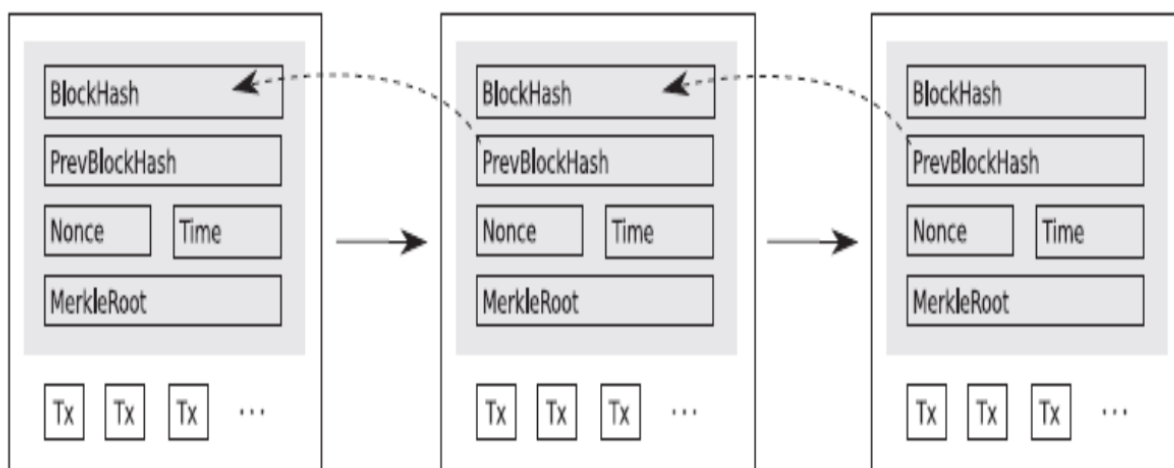 BlockHash
PrevBlockHash
Nonce Time
MerkleRoot
Tx Tx Tx ...
BlockHash
PrevBlockHash
Nonce Time
MerkleRoot
Tx Tx Tx ...
BlockHash
PrevBlockHash
Nonce Time
MerkleRoot
Tx Tx Tx ...